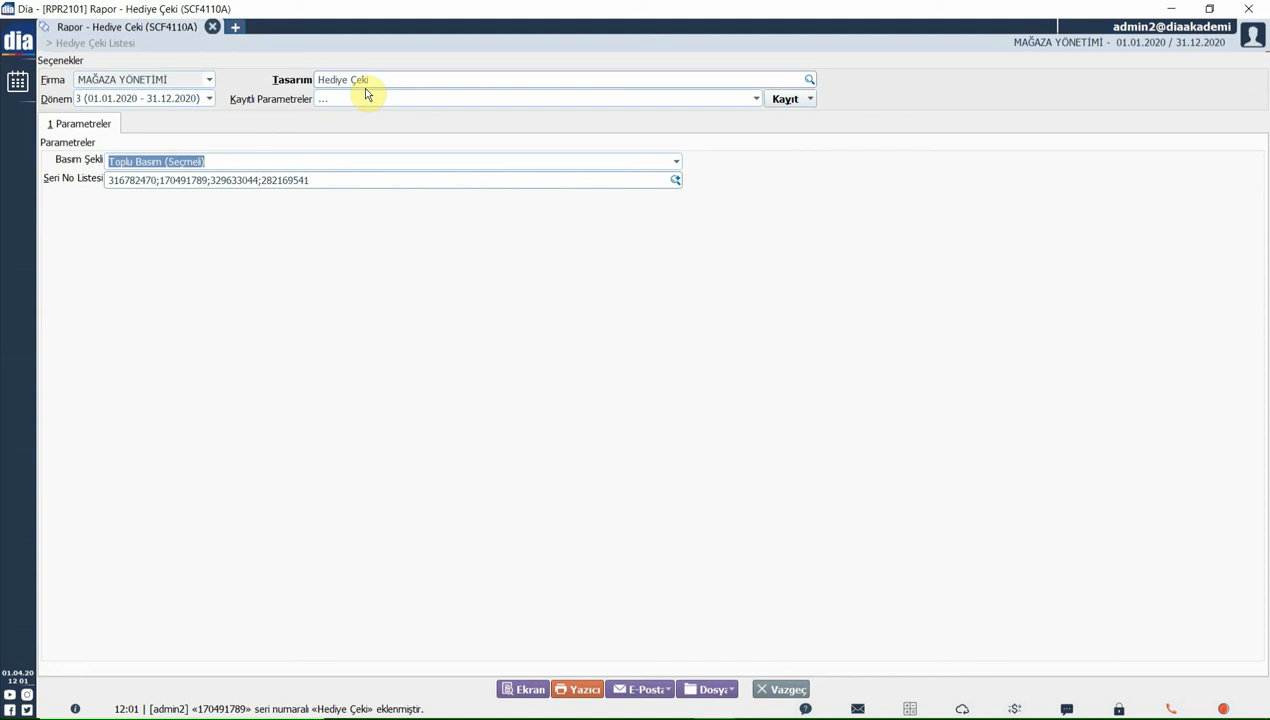 Dia - [RPR2101] Rapor - Hediye Çeki (SCF4110A)
dia Rapor - Hediye Çeki (SCF4110A) admin2@diaakademi
> Hediye Çeki Listesi MAĞAZA YÖNETİMİ - 01.01.2020 / 31.12.2020
Seçenekler
Firma MAĞAZA YÖNETİMİ Tasarım Hediye Çeki
Dönem 3 (01.01.2020 - 31.12.2020) Kayıtlı Parametreler ... Kayıt
1 Parametreler
Parametreler
Basım Şekli Toplu Basım (Seçmeli)
Seri No Listesi 316782470;170491789;329633044;282169541
01.04.20
12 01
Ekran Yazıcı E-Posta Dosya Vazgeç
12:01 | [admin2] «170491789» seri numaralı «Hediye Çeki» eklenmiştir.